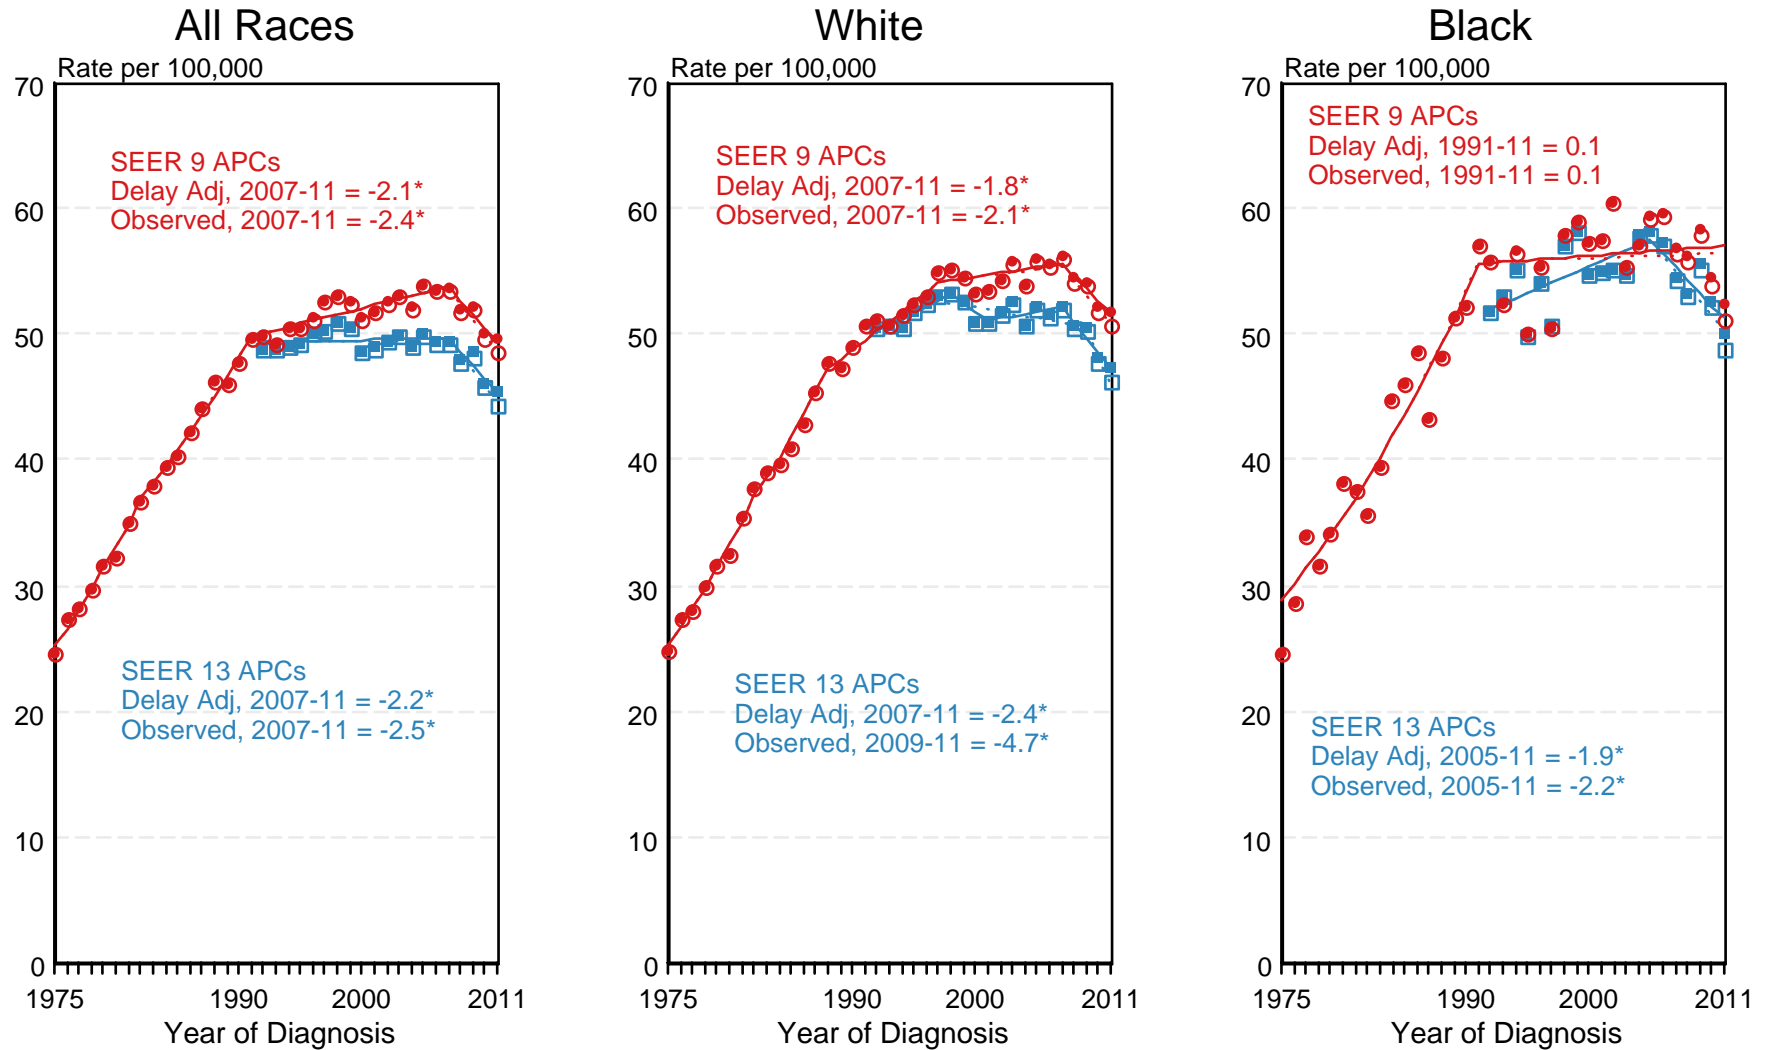 All Races
Rate per 100,000
70
60
50
40
30
20
10
0
SEER 9 APCs
Delay Adj, 2007-11 = -2.1*
Observed, 2007-11 = -2.4*
SEER 13 APCs
Delay Adj, 2007-11 = -2.2*
Observed, 2007-11 = -2.5*
1975 1990 2000 2011
Year of Diagnosis
White
Rate per 100,000
70
60
50
40
30
20
10
0
SEER 9 APCs
Delay Adj, 2007-11 = -1.8*
Observed, 2007-11 = -2.1*
SEER 13 APCs
Delay Adj, 2007-11 = -2.4*
Observed, 2009-11 = -4.7*
1975 1990 2000 2011
Year of Diagnosis
Black
Rate per 100,000
70
60
50
40
30
20
10
0
SEER 9 APCs
Delay Adj, 1991-11 = 0.1
Observed, 1991-11 = 0.1
SEER 13 APCs
Delay Adj, 2005-11 = -1.9*
Observed, 2005-11 = -2.2*
1975 1990 2000 2011
Year of Diagnosis